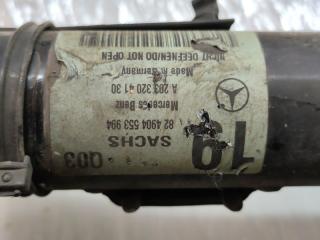 19
SACHS Q03
82 4904 553 994
Mercedes Benz
A 203 320 41 30
Made in Germany
NICHT OEFFNEN/DO NOT OPEN